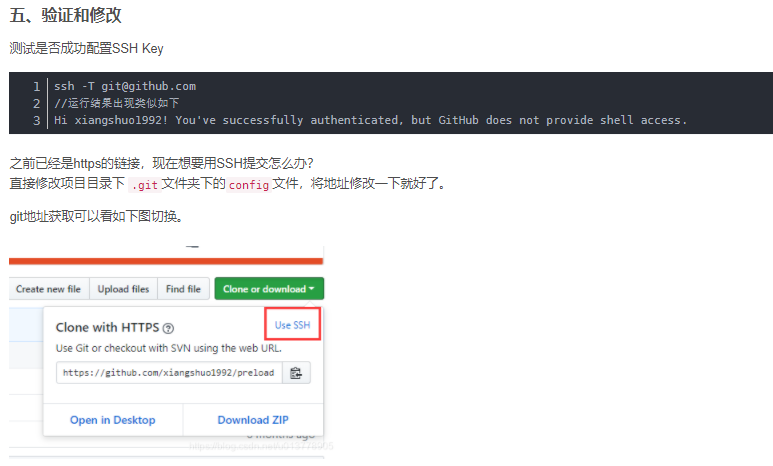 五、验证和修改
测试是否成功配置SSH Key
1 ssh -T git@github.com
2 //运行结果出现类似如下
3 Hi xiangshuo1992! You've successfully authenticated, but GitHub does not provide shell access.
之前已经是https的链接，现在想要用SSH提交怎么办？
直接修改项目目录下 .git 文件夹下的 config 文件，将地址修改一下就好了。
git地址获取可以看如下图切换。
Create new file Upload files Find file Clone or download
Clone with HTTPS Use SSH
Use Git or checkout with SVN using the web URL.
https://github.com/xiangshuo1992/preload
Open in Desktop Download ZIP
months ago